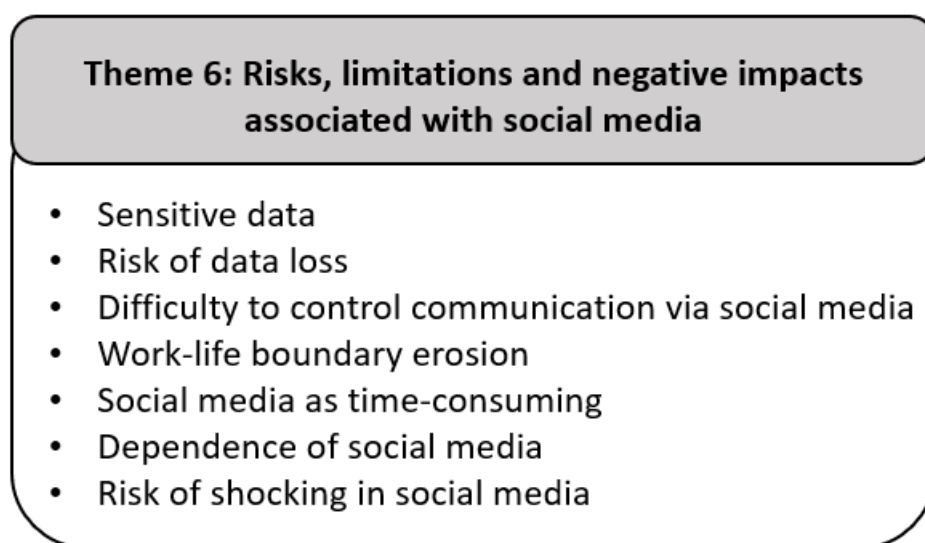 Theme 6: Risks, limitations and negative impacts
associated with social media
• Sensitive data
• Risk of data loss
• Difficulty to control communication via social media
• Work-life boundary erosion
• Social media as time-consuming
• Dependence of social media
• Risk of shocking in social media